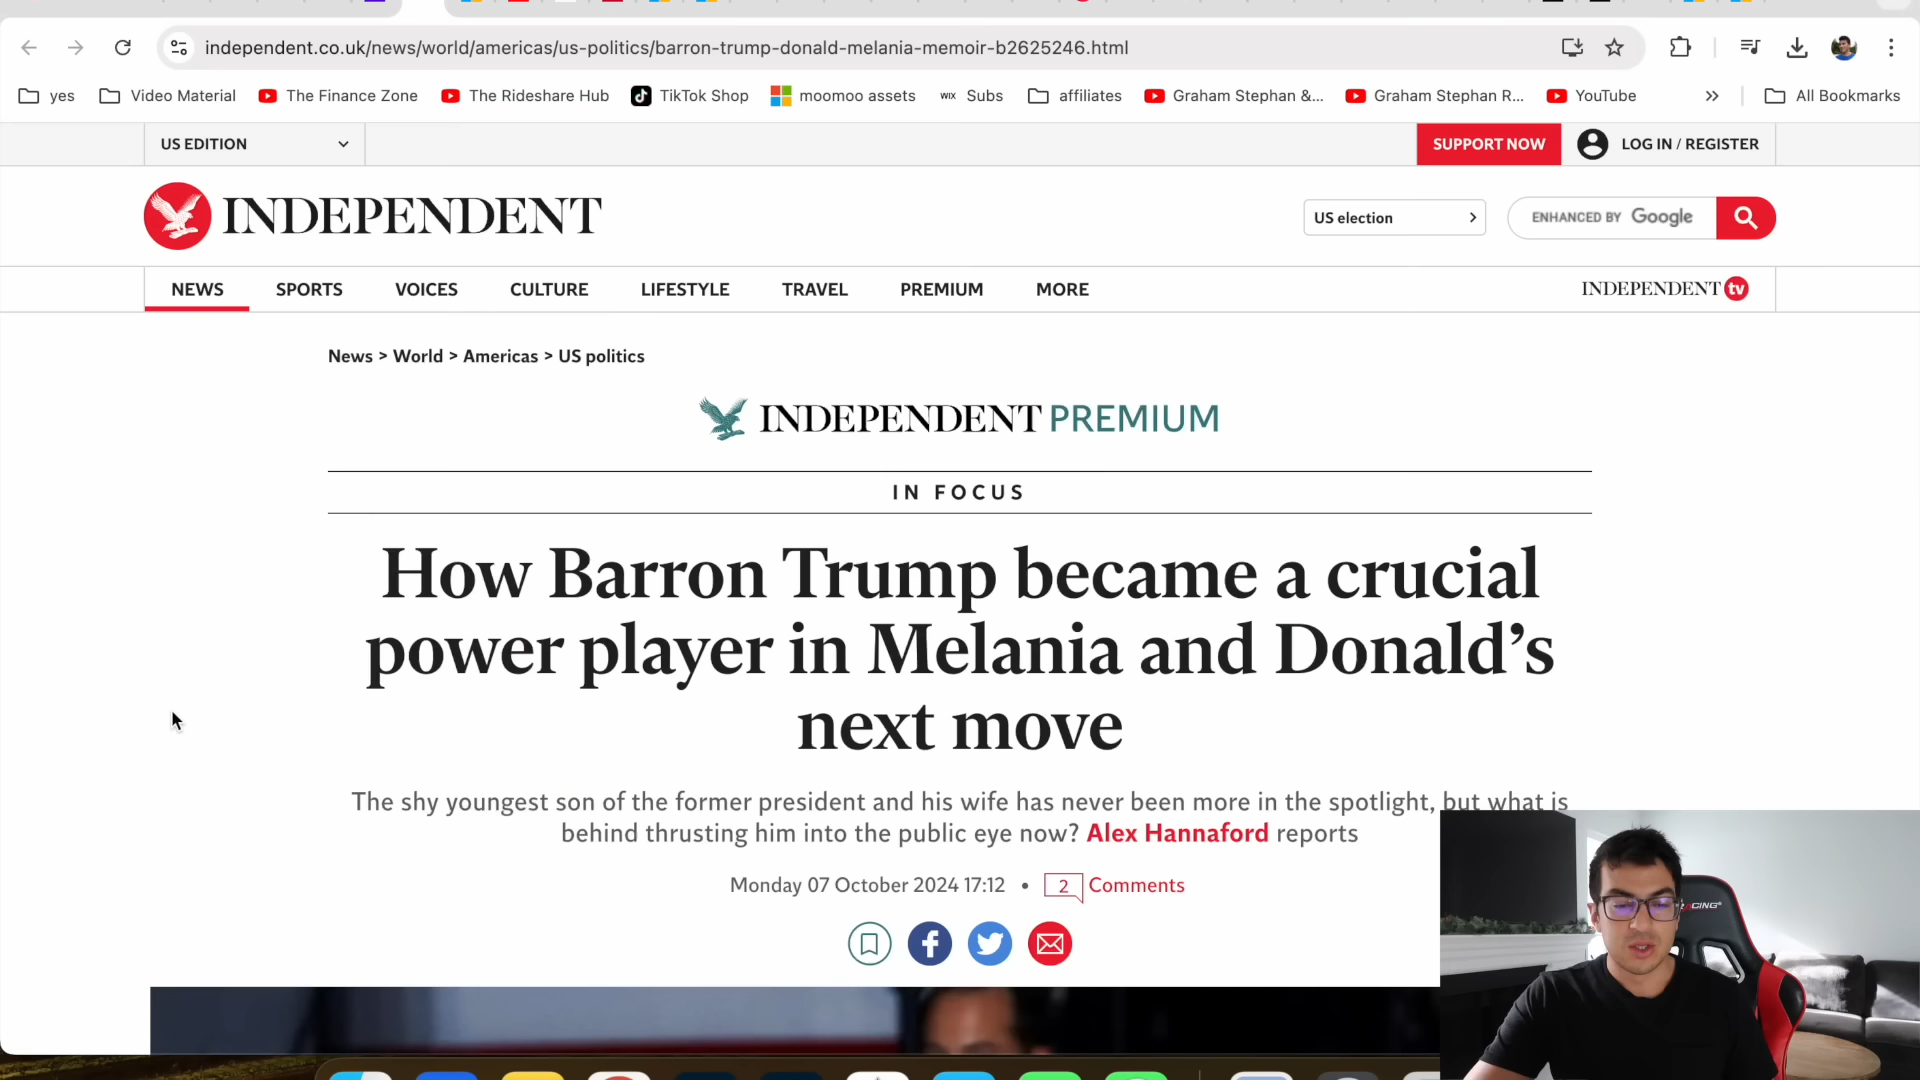 independent.co.uk/news/world/americas/us-politics/barron-trump-donald-melania-memoir-b2625246.html
yes Video Material The Finance Zone The Rideshare Hub TikTok Shop moomoo assets WIX Subs affiliates Graham Stephan &... Graham Stephan R... YouTube All Bookmarks
US EDITION SUPPORT NOW LOG IN / REGISTER
INDEPENDENT US election ENHANCED BY Google
NEWS SPORTS VOICES CULTURE LIFESTYLE TRAVEL PREMIUM MORE INDEPENDENT tv
News > World > Americas > US politics
INDEPENDENT PREMIUM
IN FOCUS
How Barron Trump became a crucial
power player in Melania and Donald’s
next move
The shy youngest son of the former president and his wife has never been more in the spotlight, but what is
behind thrusting him into the public eye now? Alex Hannaford reports
Monday 07 October 2024 17:12 • 2 Comments